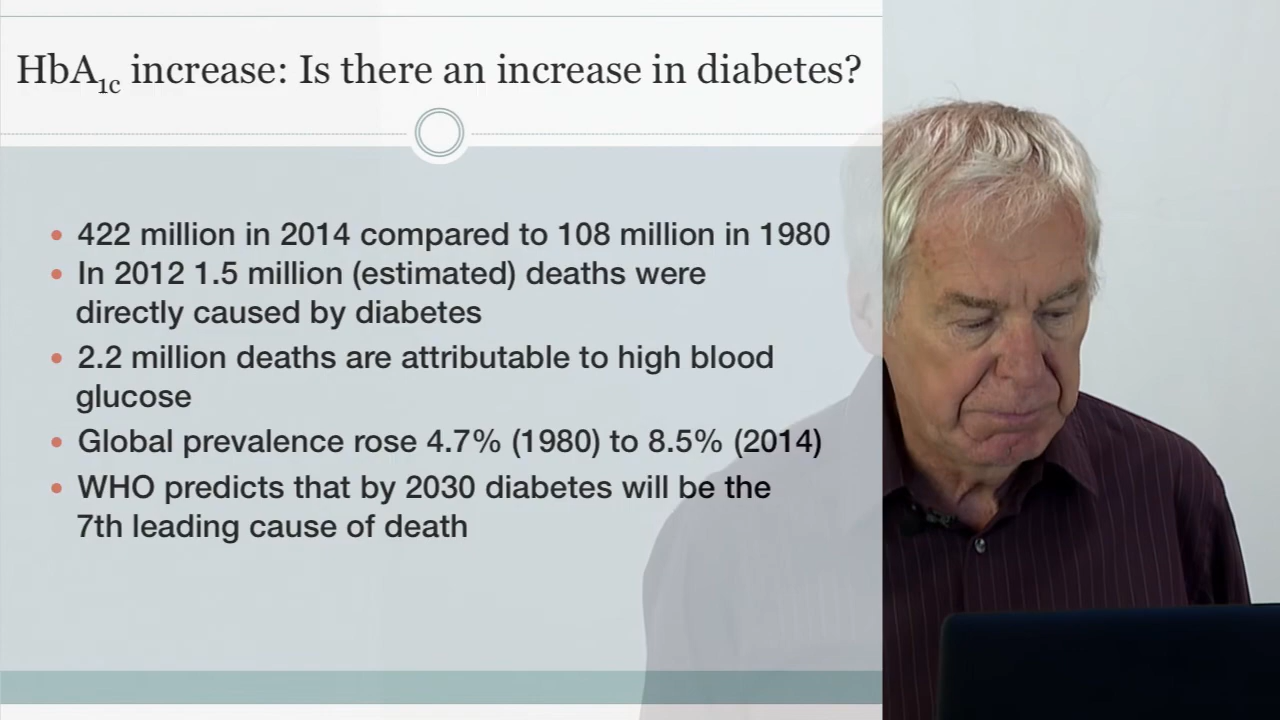 HbA1c increase: Is there an increase in diabetes?
• 422 million in 2014 compared to 108 million in 1980
• In 2012 1.5 million (estimated) deaths were
directly caused by diabetes
• 2.2 million deaths are attributable to high blood
glucose
• Global prevalence rose 4.7% (1980) to 8.5% (2014)
• WHO predicts that by 2030 diabetes will be the
7th leading cause of death